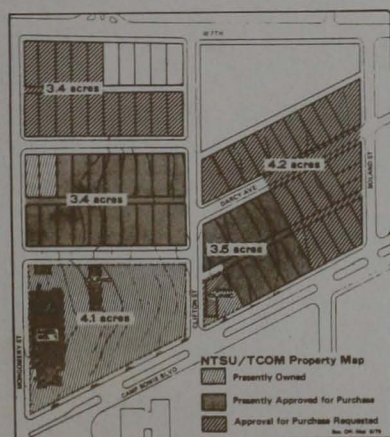 W 7TH
3.4 acres
4.2 acres
BOLAND ST
DARCY AVE.
3.4 acres
3.5 acres
CLIFTON ST
4.1 acres
MONTGOMERY ST
CAMP BOWIE BLVD
NTSU/TCOM Property Map
Presently Owned
Presently Approved for Purchase
Approval for Purchase Requested